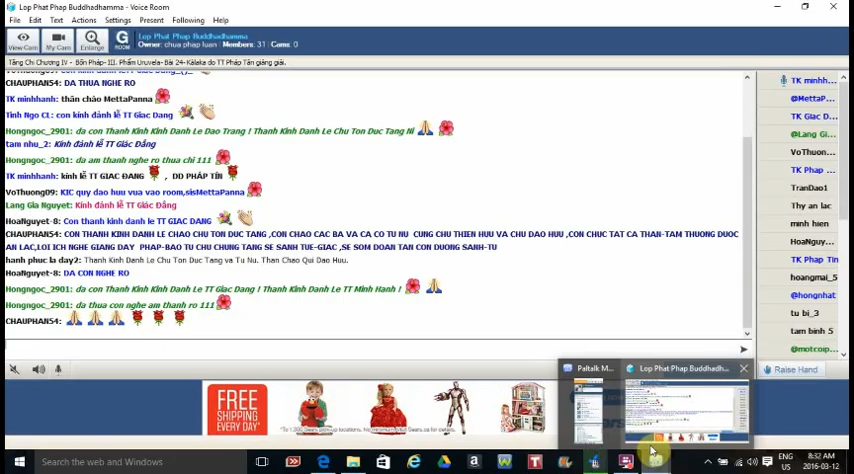 Lop Phat Phap Buddhadhamma - Voice Room
File Edit Text Actions Settings Present Following Help
View Cam My Cam Enlarge G ROOM
Lop Phat Phap Buddhadhamma
Owner: chua phap luan | Members: 31 | Cams: 0
Tăng Chi Chương IV - Bốn Pháp- III. Phẩm Uruvela- Bài 24- Kàlaka do TT Pháp Tân giảng giải.
CHAUPHAN54: DA THUA NGHE RO
TK minhhanh: thân chào MettaPanna
Tinh Ngo CL: con kính đảnh lễ TT Giac Dang
Hongngoc_2901: da con Thanh Kinh Kinh Danh Le Dao Trang ! Thanh Kinh Danh Le Chu Ton Duc Tang Ni
tam nhu_2: Kính đảnh lễ TT Giác Đẳng
Hongngoc_2901: da am thanh nghe ro thua chi 111
TK minhhanh: kính lễ TT GIAC ĐANG , DD PHÁP TÍN
VoThuong09: KIC quy dao huu vua vao room,sisMettaPanna
Lang Gia Nguyet: Kính đảnh TT Giác Đẳng
HoaNguyet-8: Con thanh kinh danh le TT GIAC DANG
CHAUPHAN54: CON THANH KINH DANH LE CHAO CHU TON DUC TANG ,CON CHAO CAC BA VA CA CO TU NU CUNG CHU THIEN HUU VA CHU DAO HUU ,CON CHUC TAT CA THAN-TAM THUONG DUOC
AN LAC,LOI ICH NGHE GIANG DAY PHAP-BAO TU CHU CHUNG TANG SE SANH TUE-GIAC ,SE SOM DOAN TAN CON DUONG SANH-TU
hanh phuc la day2: Thanh Kinh Danh Le Chu Ton Duc Tang va Tu Nu. Than Chao Qui Dao Huu.
HoaNguyet-8: DA CON NGHE RO
Hongngoc_2901: da con Thanh Kinh Danh Le TT Giac Dang ! Thanh Kinh Danh Le TT Minh Hanh !
Hongngoc_2901: da thua con nghe am thanh ro 111
CHAUPHAN54:
TK minhh...
@MettaP...
TK Giac D...
@Lang Gi...
VoThuon...
TK Phap ...
TranDao1
Thy an lac
minh hien
HoaNguy...
TK Phap Tin
hoangmai_5
@hongnhat
tu bi_3
tam binh 5
@motcoip...
Raise Hand
Paltalk M...
Lop Phat Phap Buddhadh...
FREE SHIPPING EVERY DAY!
Search the web and Windows
ENG
US
8:32 AM
2016-03-12